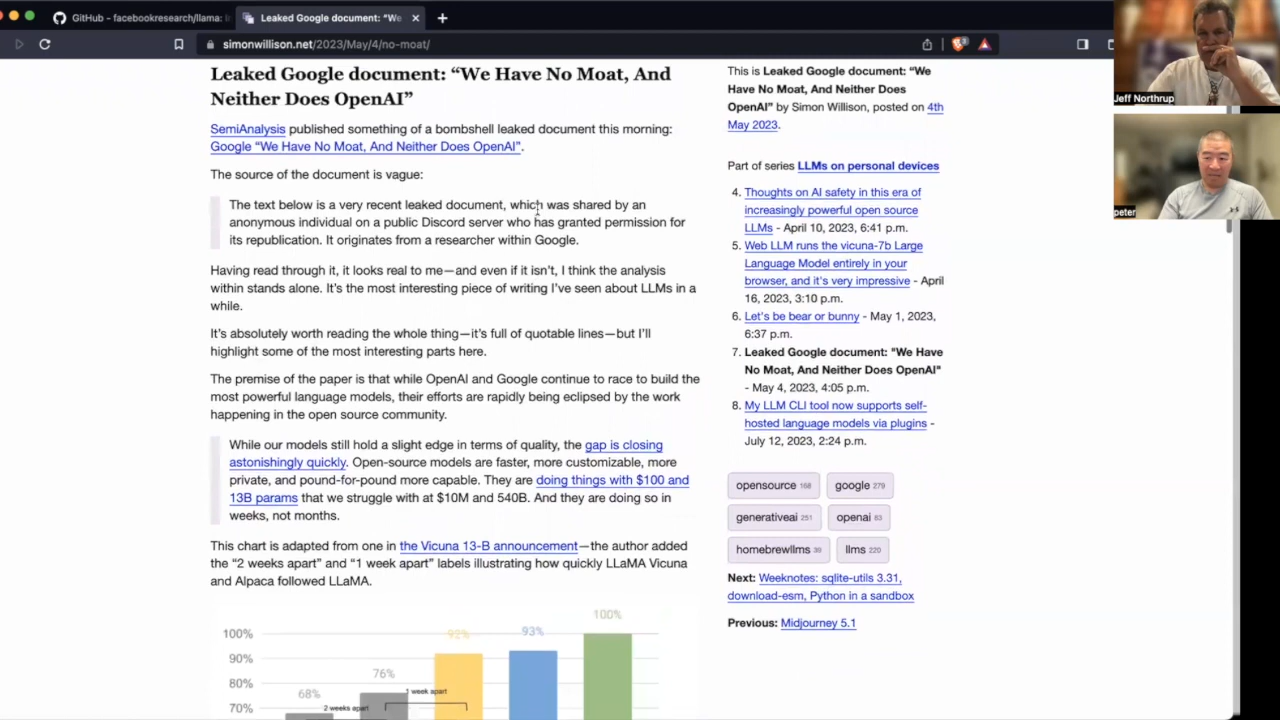 GitHub - facebookresearch/llama: I
Leaked Google document: “We
simonwillison.net/2023/May/4/no-moat/
Leaked Google document: “We Have No Moat, And
Neither Does OpenAI”
SemiAnalysis published something of a bombshell leaked document this morning:
Google “We Have No Moat, And Neither Does OpenAI”.
The source of the document is vague:
The text below is a very recent leaked document, which was shared by an
anonymous individual on a public Discord server who has granted permission for
its republication. It originates from a researcher within Google.
Having read through it, it looks real to me—and even if it isn’t, I think the analysis
within stands alone. It’s the most interesting piece of writing I’ve seen about LLMs in a
while.
It’s absolutely worth reading the whole thing—it’s full of quotable lines—but I’ll
highlight some of the most interesting parts here.
The premise of the paper is that while OpenAI and Google continue to race to build the
most powerful language models, their efforts are rapidly being eclipsed by the work
happening in the open source community.
While our models still hold a slight edge in terms of quality, the gap is closing
astonishingly quickly. Open-source models are faster, more customizable, more
private, and pound-for-pound more capable. They are doing things with $100 and
13B params that we struggle with at $10M and 540B. And they are doing so in
weeks, not months.
This chart is adapted from one in the Vicuna 13-B announcement—the author added
the “2 weeks apart” and “1 week apart” labels illustrating how quickly LLaMA Vicuna
and Alpaca followed LLaMA.
100%
90%
80%
70%
68%
76%
92%
93%
100%
2 weeks apart
1 week apart
This is Leaked Google document: “We
Have No Moat, And Neither Does
OpenAI” by Simon Willison, posted on 4th
May 2023.
Part of series LLMs on personal devices
4. Thoughts on AI safety in this era of
increasingly powerful open source
LLMs - April 10, 2023, 6:41 p.m.
5. Web LLM runs the vicuna-7b Large
Language Model entirely in your
browser, and it's very impressive - April
16, 2023, 3:10 p.m.
6. Let's be bear or bunny - May 1, 2023,
6:37 p.m.
7. Leaked Google document: "We Have
No Moat, And Neither Does OpenAI"
- May 4, 2023, 4:05 p.m.
8. My LLM CLI tool now supports self-
hosted language models via plugins -
July 12, 2023, 2:24 p.m.
opensource 168
google 279
generativeai 251
openai 83
homebrewllms
llms 220
Next: Weeknotes: sqlite-utils 3.31,
download-esm, Python in a sandbox
Previous: Midjourney 5.1
Jeff Northrup
peter